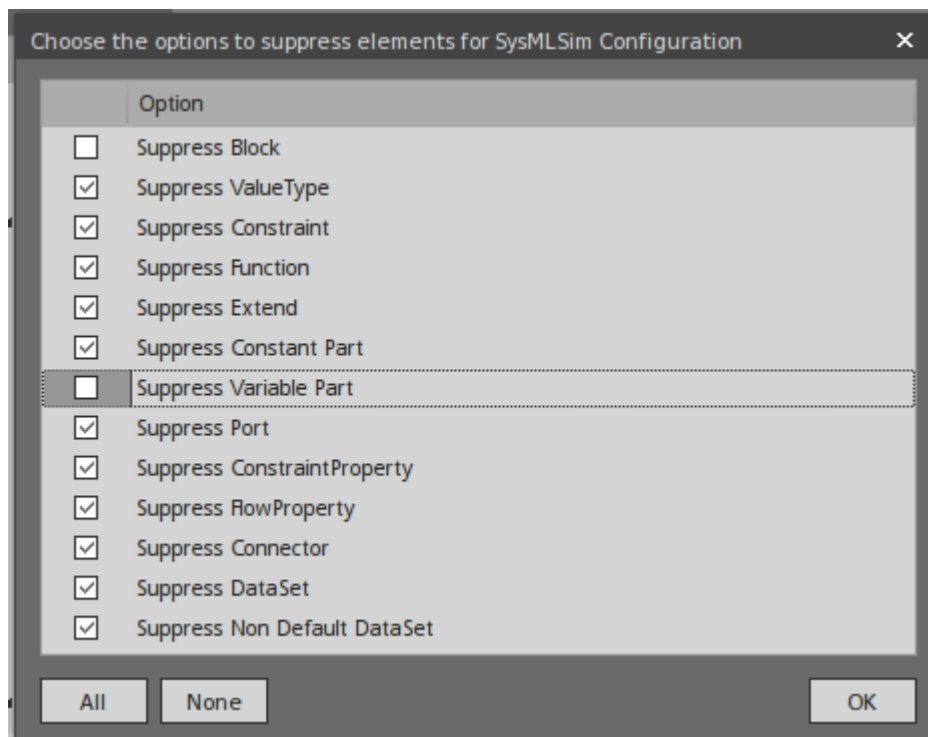 Choose the options to suppress elements for SysMLSim Configuration
Option
Suppress Block
Suppress ValueType
Suppress Constraint
Suppress Function
Suppress Extend
Suppress Constant Part
Suppress Variable Part
Suppress Port
Suppress ConstraintProperty
Suppress FlowProperty
Suppress Connector
Suppress DataSet
Suppress Non Default DataSet
All None OK